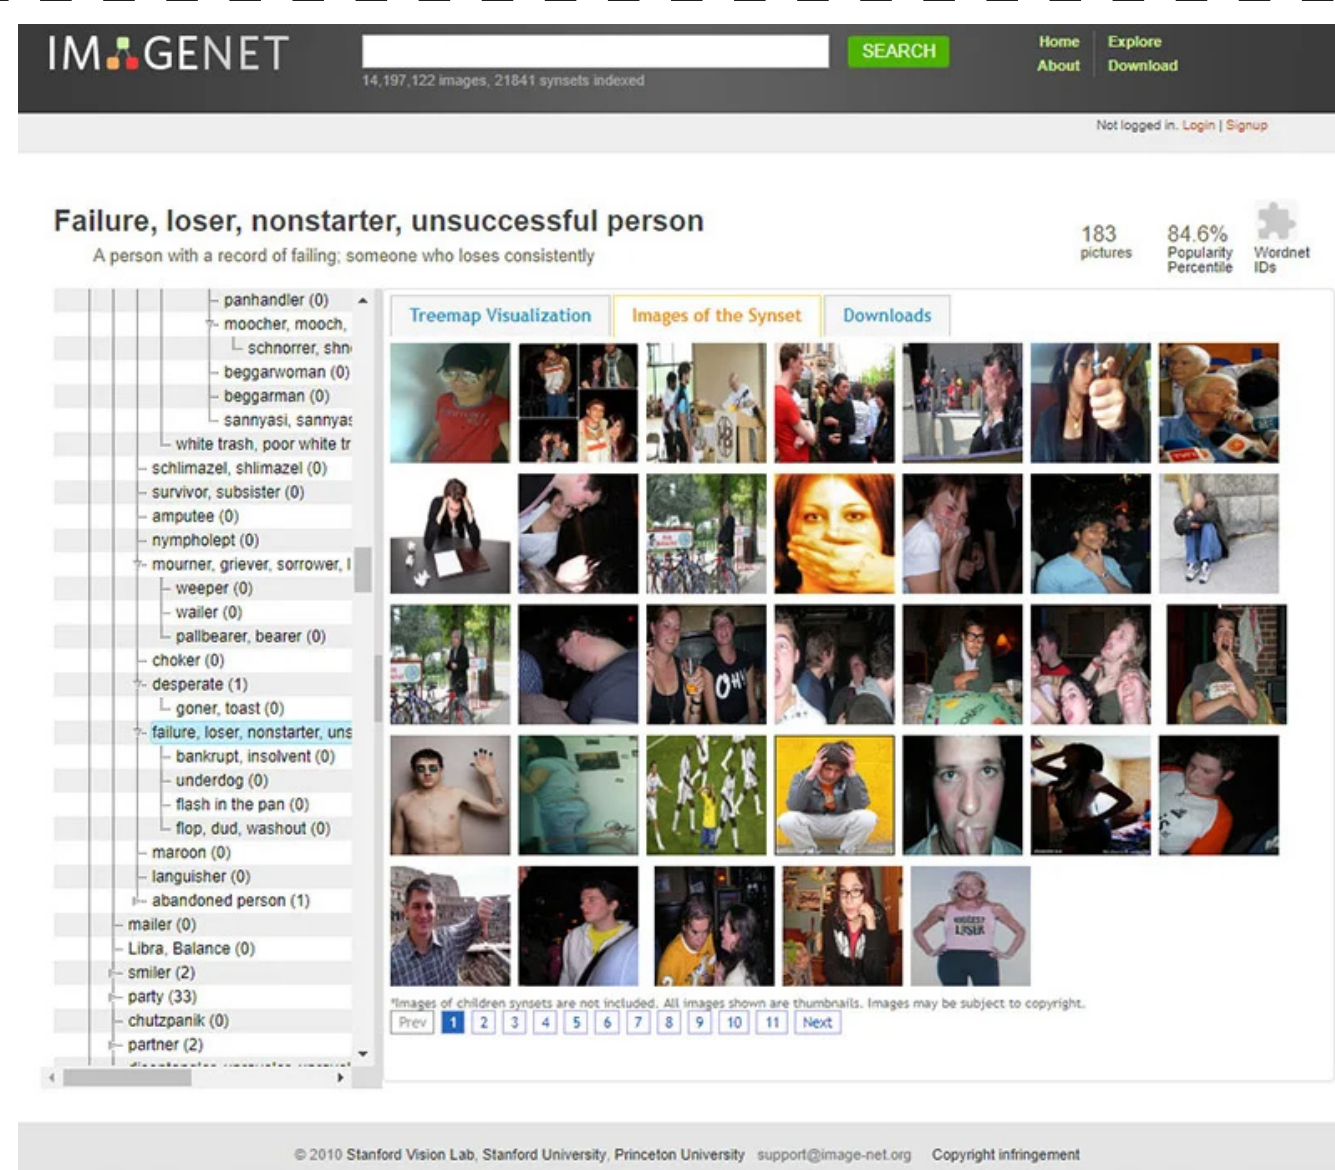 IMAGENET
SEARCH
14,197,122 images, 21841 synsets indexed
Home
Explore
About
Download
Not logged in. Login | Signup
Failure, loser, nonstarter, unsuccessful person
A person with a record of failing; someone who loses consistently
183
pictures
84.6%
Popularity
Percentile
Wordnet
IDs
panhandler (0)
moocher, mooch,
schnorrer, shn
beggarwoman (0)
beggarman (0)
sannyasi, sannyas
white trash, poor white tr
schlimazel, shlimazel (0)
survivor, subsister (0)
amputee (0)
nympholept (0)
mourner, griever, sorrower, l
weeper (0)
wailer (0)
pallbearer, bearer (0)
choker (0)
desperate (1)
goner, toast (0)
failure, loser, nonstarter, uns
bankrupt, insolvent (0)
underdog (0)
flash in the pan (0)
flop, dud, washout (0)
maroon (0)
languisher (0)
abandoned person (1)
mailer (0)
Libra, Balance (0)
smiler (2)
party (33)
chutzpanik (0)
partner (2)
Treemap Visualization
Images of the Synset
Downloads
OH!
BIGGEST
LOSER
*Images of children synsets are not included. All images shown are thumbnails. Images may be subject to copyright.
Prev 1 2 3 4 5 6 7 8 9 10 11 Next
© 2010 Stanford Vision Lab, Stanford University, Princeton University support@image-net.org Copyright infringement